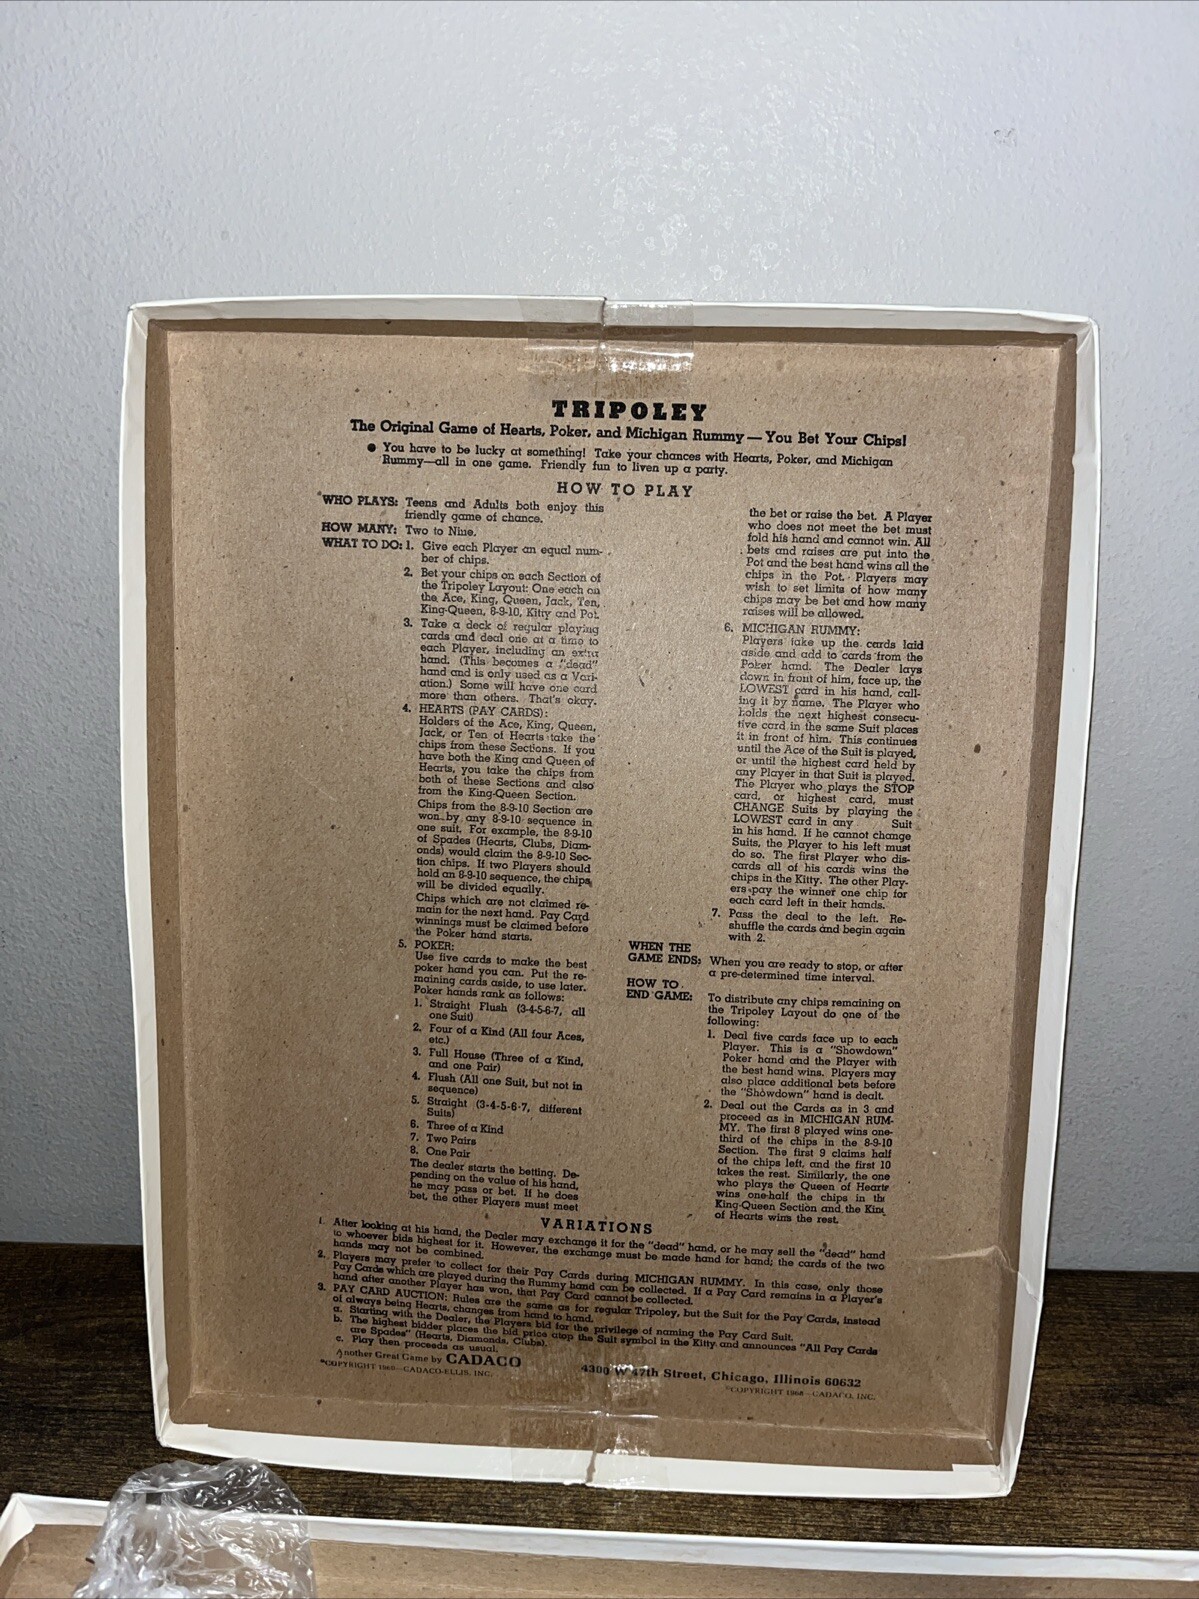 TRIPOLEY
The Original Game of Hearts, Poker, and Michigan Rummy — You Bet Your Chips!
● You have to be lucky at something! Take your chances with Hearts, Poker, and Michigan
Rummy—all in one game. Friendly fun to liven up a party.
HOW TO PLAY
WHO PLAYS: Teens and Adults both enjoy this
friendly game of chance.
HOW MANY: Two to Nine.
WHAT TO DO: 1. Give each Player an equal num-
ber of chips.
2. Bet your chips on each Section of
the Tripoley Layout: One each on
the Ace, King, Queen, Jack, Ten,
King-Queen, 8-9-10, Kitty and Pot.
3. Take a deck of regular playing
cards and deal one at a time to
each Player, including an extra
hand. (This becomes a "dead"
hand and is only used as a Vari-
ation.) Some will have one card
more than others. That's okay.
4. HEARTS (PAY CARDS):
Holders of the Ace, King, Queen,
Jack, or Ten of Hearts take the
chips from these Sections. If you
have both the King and Queen of
Hearts, you take the chips from
both of these Sections and also
from the King-Queen Section.
Chips from the 8-9-10 Section are
won by any 8-9-10 sequence in
one suit. For example, the 8-9-10
of Spades (Hearts, Clubs, Diam-
onds) would claim the 8-9-10 Sec-
tion chips. If two Players should
hold an 8-9-10 sequence, the chips
will be divided equally.
Chips which are not claimed re-
main for the next hand. Pay Card
winnings must be claimed before
the Poker hand starts.
5. POKER:
Use five cards to make the best
poker hand you can. Put the re-
maining cards aside, to use later.
Poker hands rank as follows:
1. Straight Flush (3-4-5-6-7, all
one Suit)
2. Four of a Kind (All four Aces,
etc.)
3. Full House (Three of a Kind,
and one Pair)
4. Flush (All one Suit, but not in
sequence)
5. Straight (3-4-5-6-7, different
Suits)
6. Three of a Kind
7. Two Pairs
8. One Pair
The dealer starts the betting. De-
pending on the value of his hand,
he may pass or bet. If he does
bet, the other Players must meet
the bet or raise the bet. A Player
who does not meet the bet must
fold his hand and cannot win. All
bets and raises are put into the
Pot and the best hand wins all the
chips in the Pot. Players may
wish to set limits of how many
chips may be bet and how many
raises will be allowed.
6. MICHIGAN RUMMY:
Players take up the cards laid
aside and add to cards from the
Poker hand. The Dealer lays
down in front of him, face up, the
LOWEST card in his hand, call-
ing it by name. The Player who
holds the next highest consecu-
tive card in the same Suit places
it in front of him. This continues
until the Ace of the Suit is played,
or until the highest card held by
any Player in that Suit is played.
The Player who plays the STOP
card, or highest card, must
CHANGE Suits by playing the
LOWEST card in any Suit
in his hand. If he cannot change
Suits, the Player to his left must
do so. The first Player who dis-
cards all of his cards wins the
chips in the Kitty. The other Play-
ers pay the winner one chip for
each card left in their hands.
7. Pass the deal to the left. Re-
shuffle the cards and begin again
with 2.
WHEN THE
GAME ENDS: When you are ready to stop, or after
a pre-determined time interval.
HOW TO
END GAME: To distribute any chips remaining on
the Tripoley Layout do one of the
following:
1. Deal five cards face up to each
Player. This is a "Showdown"
Poker hand and the Player with
the best hand wins. Players may
also place additional bets before
the "Showdown" hand is dealt.
2. Deal out the Cards as in 3 and
proceed as in MICHIGAN RUM-
MY. The first 8 played wins one-
third of the chips in the 8-9-10
Section. The first 9 claims half
of the chips left, and the first 10
takes the rest. Similarly, the one
who plays the Queen of Hearts
wins one-half the chips in the
King-Queen Section and the King
of Hearts wins the rest.
VARIATIONS
1. After looking at his hand, the Dealer may exchange it for the "dead" hand, or he may sell the "dead" hand
to whoever bids highest for it. However, the exchange must be made hand for hand; the cards of the two
hands may not be combined.
2. Players may prefer to collect for their Pay Cards during MICHIGAN RUMMY. In this case, only those
Pay Cards which are played during the Rummy hand can be collected. If a Pay Card remains in a Player's
hand after another Player has won, that Pay Card cannot be collected.
3. PAY CARD AUCTION: Rules are the same as for regular Tripoley, but the Suit for the Pay Cards, instead
of always being Hearts, changes from hand to hand.
a. Starting with the Dealer, the Players bid for the privilege of naming the Pay Card Suit.
b. The highest bidder places the bid price atop the Suit symbol in the Kitty and announces "All Pay Cards
are Spades" (Hearts, Diamonds, Clubs).
c. Play then proceeds as usual.
Another Great Game by CADACO
4300 W 47th Street, Chicago, Illinois 60632
COPYRIGHT 1968—CADACO-ELLIS, INC.
COPYRIGHT 1968—CADACO, INC.